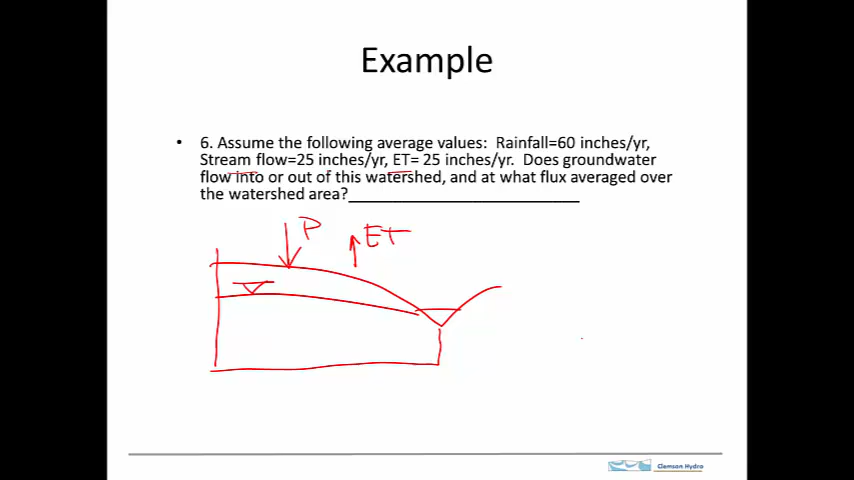 Example
• 6. Assume the following average values: Rainfall=60 inches/yr,
Stream flow=25 inches/yr, ET= 25 inches/yr. Does groundwater
flow into or out of this watershed, and at what flux averaged over
the watershed area?____________________________
P
ET
Clemson Hydro